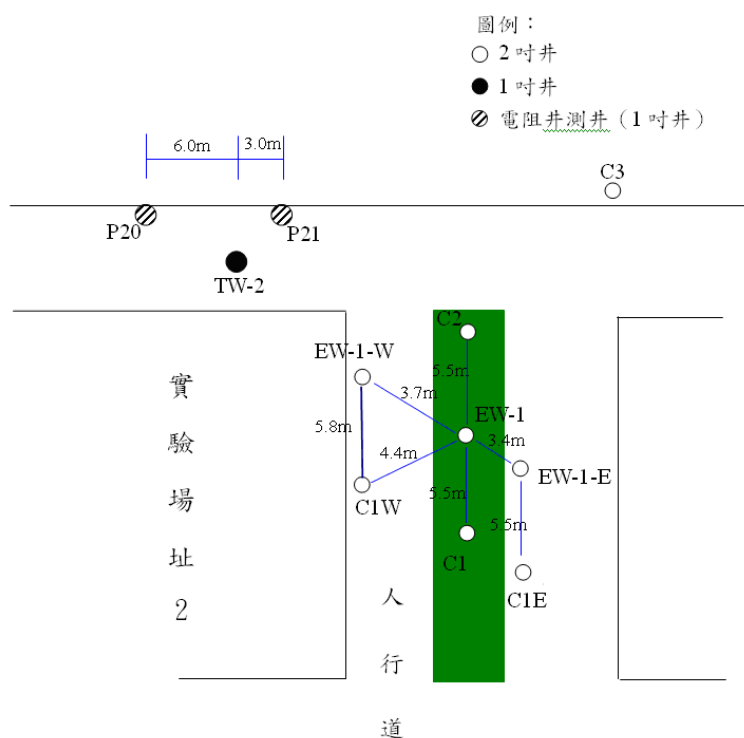 圖例：
2吋井
1吋井
電阻井測井（1吋井）
6.0m
3.0m
C3
P20
P21
TW-2
C2
EW-1-W
5.5m
3.7m
EW-1
5.8m
3.4m
4.4m
EW-1-E
C1W
5.5m
5.5m
C1
C1E
實驗場址2
人行道